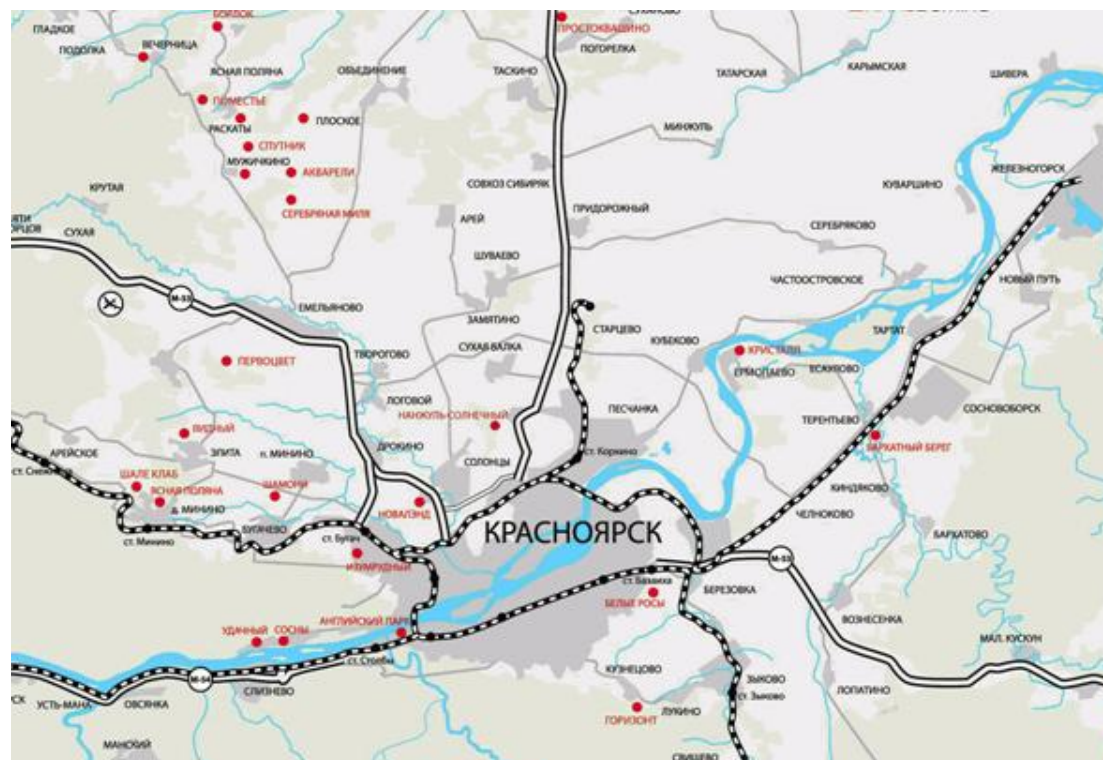 БОРДОК
ГЛАДКОЕ
ПОДОЛКА
ВЕЧЕРНИЦА
ПРОСТОКВАШИНО
ПОГОРЕЛКА
ЯСНАЯ ПОЛЯНА
ОБЪЕДИНЕНИЕ
ТАСКИНО
ТАТАРСКАЯ
КАРЫМСКАЯ
ШИВЕРА
ПОМЕСТЬЕ
РАСКАТЫ
ПЛОСКОЕ
МИНЖУЛЬ
СПУТНИК
МУЖИЧКИНО
АКВАРЕЛИ
СОВХОЗ СИБИРЯК
ЖЕЛЕЗНОГОРСК
КРУТАЯ
КУВАРШИНО
СЕРЕБРЯНАЯ МИЛЯ
АРЕЙ
ПРИДОРОЖНЫЙ
СЕРЕБРЯКОВО
СУХАЯ
ШУВАЕВО
ЧАСТООСТРОВСКОЕ
НОВЫЙ ПУТЬ
М-53
ЕМЕЛЬЯНОВО
ЗАМЯТИНО
СТАРЦЕВО
ТАРТАТ
КУБЕКОВО
СУХАЯ БАЛКА
ТВОРОГОВО
КРИСТАЛЛ
ПЕРВОЦВЕТ
ЕРМОЛАЕВО
ЕСАУЛОВО
ЛОГОВОЙ
НАНЖУЛЬ-СОЛНЕЧНЫЙ
ПЕСЧАНКА
СОСНОВОБОРСК
ТЕРЕНТЬЕВО
ВИДНЫЙ
ДРОКИНО
БАРХАТНЫЙ БЕРЕГ
АРЕЙСКОЕ
ЭЛИТА
п. МИНИНО
ст. Коркино
СОЛОНЦЫ
ШАЛЕ КЛАБ
ЯСНАЯ ПОЛЯНА
ШАМОНИ
КИНДЯКОВО
д. МИНИНО
НОВАЛЭНД
ЧЕЛНОКОВО
БУГАЧЕВО
ст. Минино
ст. Бугач
КРАСНОЯРСК
БАРХАТОВО
М-53
ИЗУМРУДНЫЙ
ст. Базаиха
БЕРЕЗОВКА
БЕЛЫЕ РОСЫ
АНГЛИЙСКИЙ ПАРК
ВОЗНЕСЕНКА
УДАЧНЫЙ
СОСНЫ
МАЛ. КУСКУН
ст. Столбы
КУЗНЕЦОВО
М-54
ЗЫКОВО
СЛИЗНЕВО
ЛОПАТИНО
ст. Зыково
УСТЬ-МАНА
ОВСЯНКА
ЛУКИНО
ГОРИЗОНТ
МАНСКИЙ
СВИЩЕВО